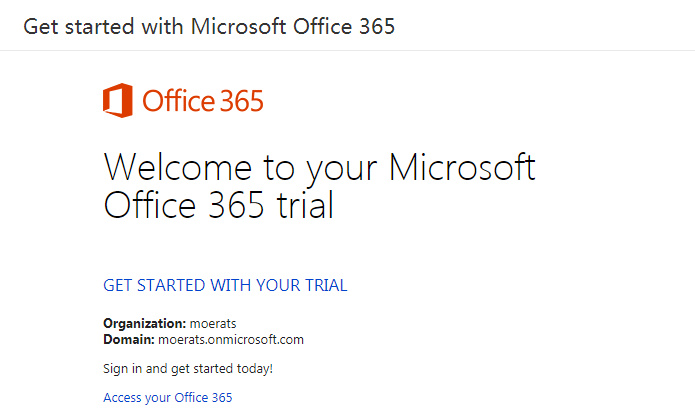 Get started with Microsoft Office 365
Office 365
Welcome to your Microsoft
Office 365 trial
GET STARTED WITH YOUR TRIAL
Organization: moerats
Domain: moerats.onmicrosoft.com
Sign in and get started today!
Access your Office 365